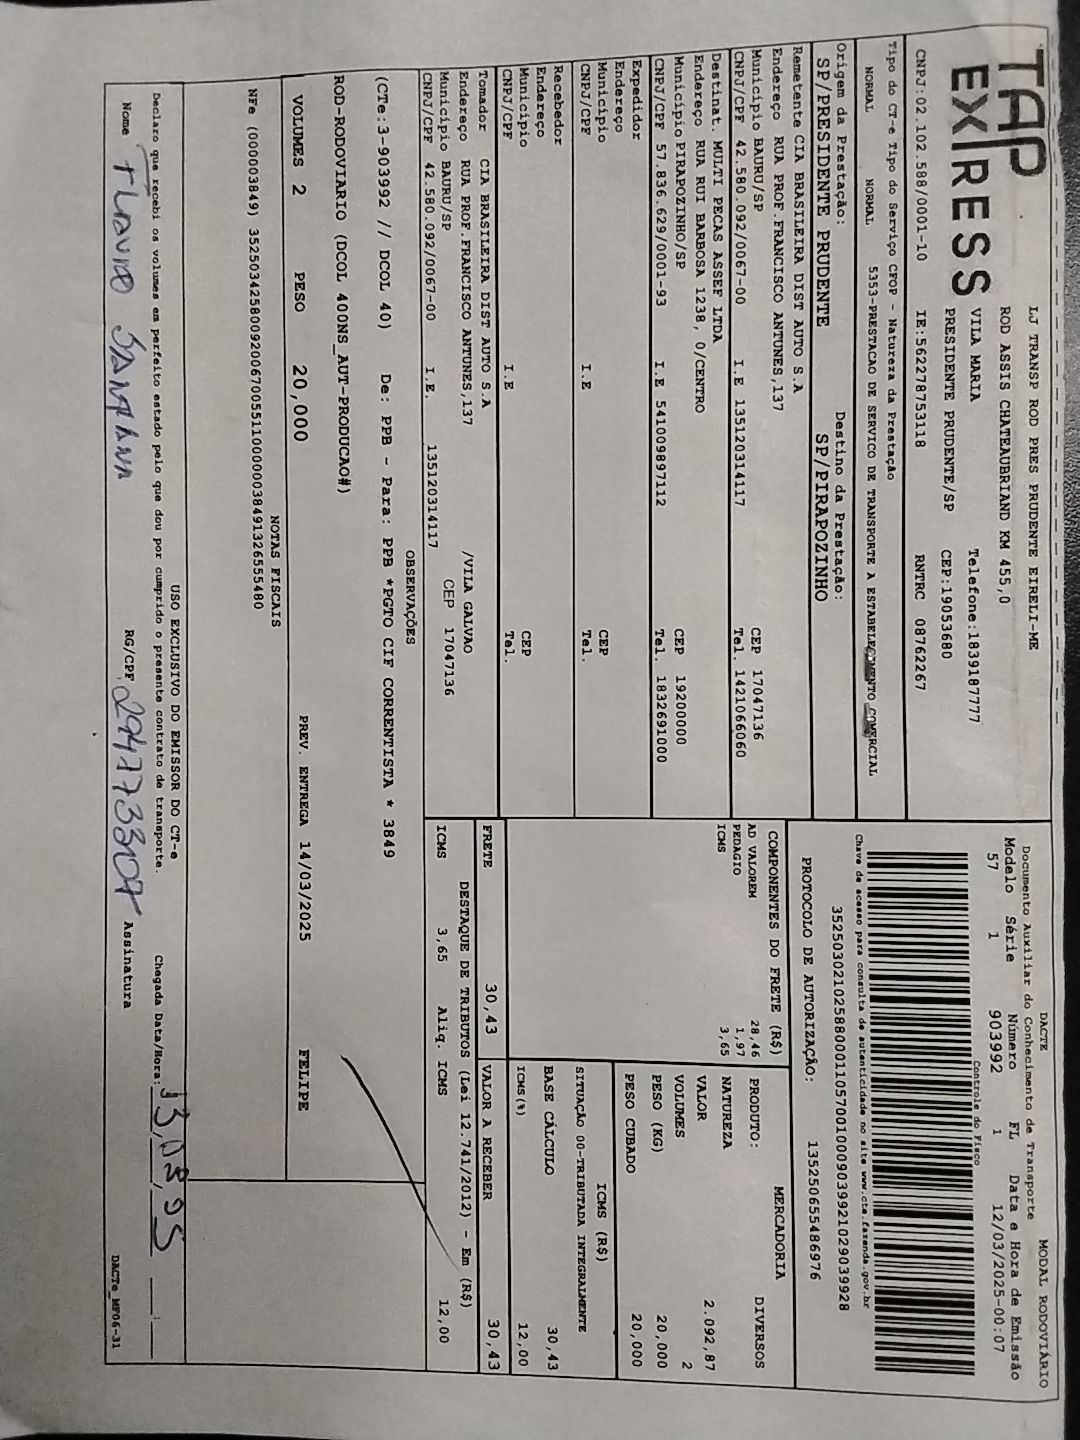 TAP
EXPRESS
LJ TRANSP ROD PRES PRUDENTE EIRELI-ME
ROD ASSIS CHATEAUBRIAND KM 455,0
VILA MARIA Telefone:1839187777
PRESIDENTE PRUDENTE/SP CEP:19053680
CNPJ:02.102.588/0001-10 IE:562278753118 RNTRC 08762267
DACTE MODAL RODOVIÁRIO
Documento Auxiliar do Conhecimento de Transporte
Modelo Série Número FL Data e Hora de Emissão
57 1 903992 1 12/03/2025-00:07
Controle do Fisco
Chave de acesso para consulta de autenticidade no site www.cte.fazenda.gov.br
35250302102588000110570010009039921029039928
PROTOCOLO DE AUTORIZAÇÃO: 135250655486976
Tipo do CT-e Tipo do Serviço CFOP - Natureza da Prestação
NORMAL NORMAL 5353-PRESTACAO DE SERVICO DE TRANSPORTE A ESTABELECIMENTO COMERCIAL
Origem da Prestação: Destino da Prestação:
SP/PRESIDENTE PRUDENTE SP/PIRAPOZINHO
Remetente CIA BRASILEIRA DIST AUTO S.A
Endereço RUA PROF.FRANCISCO ANTUNES,137
Município BAURU/SP CEP 17047136
CNPJ/CPF 42.580.092/0067-00 I.E 135120314117 Tel. 1421066060
Destinat. MULTI PECAS ASSEF LTDA
Endereço RUA RUI BARBOSA 1238, 0/CENTRO
Município PIRAPOZINHO/SP CEP 19200000
CNPJ/CPF 57.836.629/0001-93 I.E 541009897112 Tel. 1832691000
Expedidor
Endereço
Município CEP
CNPJ/CPF I.E Tel.
Recebedor
Endereço
Município CEP
CNPJ/CPF I.E Tel.
Tomador CIA BRASILEIRA DIST AUTO S.A
Endereço RUA PROF.FRANCISCO ANTUNES,137 /VILA GALVAO
Município BAURU/SP CEP 17047136
CNPJ/CPF 42.580.092/0067-00 I.E. 135120314117
COMPONENTES DO FRETE (R$)
AD VALOREM 28,46
PEDAGIO 1,97
ICMS 3,65
MERCADORIA
PRODUTO: DIVERSOS
NATUREZA
VALOR 2.092,87
VOLUMES 2
PESO (KG) 20,000
PESO CUBADO 20,000
ICMS (R$)
SITUAÇÃO 00-TRIBUTADA INTEGRALMENTE
BASE CÁLCULO 30,43
ICMS(%) 12,00
FRETE 30,43 VALOR A RECEBER 30,43
DESTAQUE DE TRIBUTOS (Lei 12.741/2012) - Em (R$)
ICMS 3,65 Aliq. ICMS 12,00
OBSERVAÇÕES
(CTe:3-903992 // DCOL 40) De: PPB - Para: PPB *PGTO CIF CORRENTISTA * 3849
ROD-RODOVIARIO (DCOL 400NS_AUT-PRODUCAO#)
VOLUMES 2 PESO 20,000 PREV. ENTREGA 14/03/2025 FELIPE
NOTAS FISCAIS
NFe (000003849) 35250342580092006700551100000038491326555480
USO EXCLUSIVO DO EMISSOR DO CT-e
Declaro que recebi os volumes em perfeito estado pelo que dou por cumprido o presente contrato de transporte. Chegada Data/Hora:
Nome RG/CPF Assinatura
DACTe_MF06-31